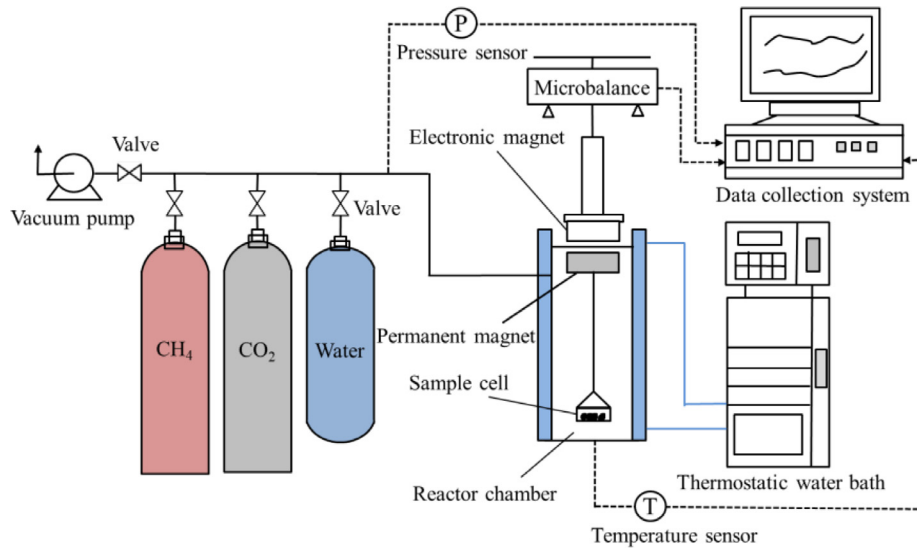 P
Pressure sensor
Microbalance
Valve
Electronic magnet
Vacuum pump
Valve
Data collection system
Permanent magnet
CH₄
CO₂
Water
Sample cell
Reactor chamber
Thermostatic water bath
T
Temperature sensor